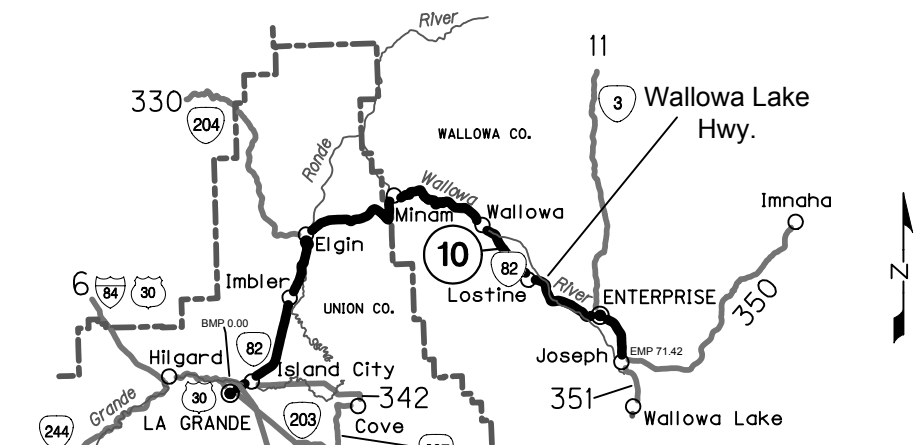 River
11
330
3
Wallowa Lake
Hwy.
204
WALLOWA CO.
Ronde
Wallowa
Imnaha
Minam
Wallowa
Elgin
10
82
N
6
84
30
Imbler
River
Lostine
ENTERPRISE
350
UNION CO.
BMP 0.00
82
Hilgard
Joseph
EMP 71.42
Island City
30
342
351
Grande
LA GRANDE
203
Cove
Wallowa Lake
244